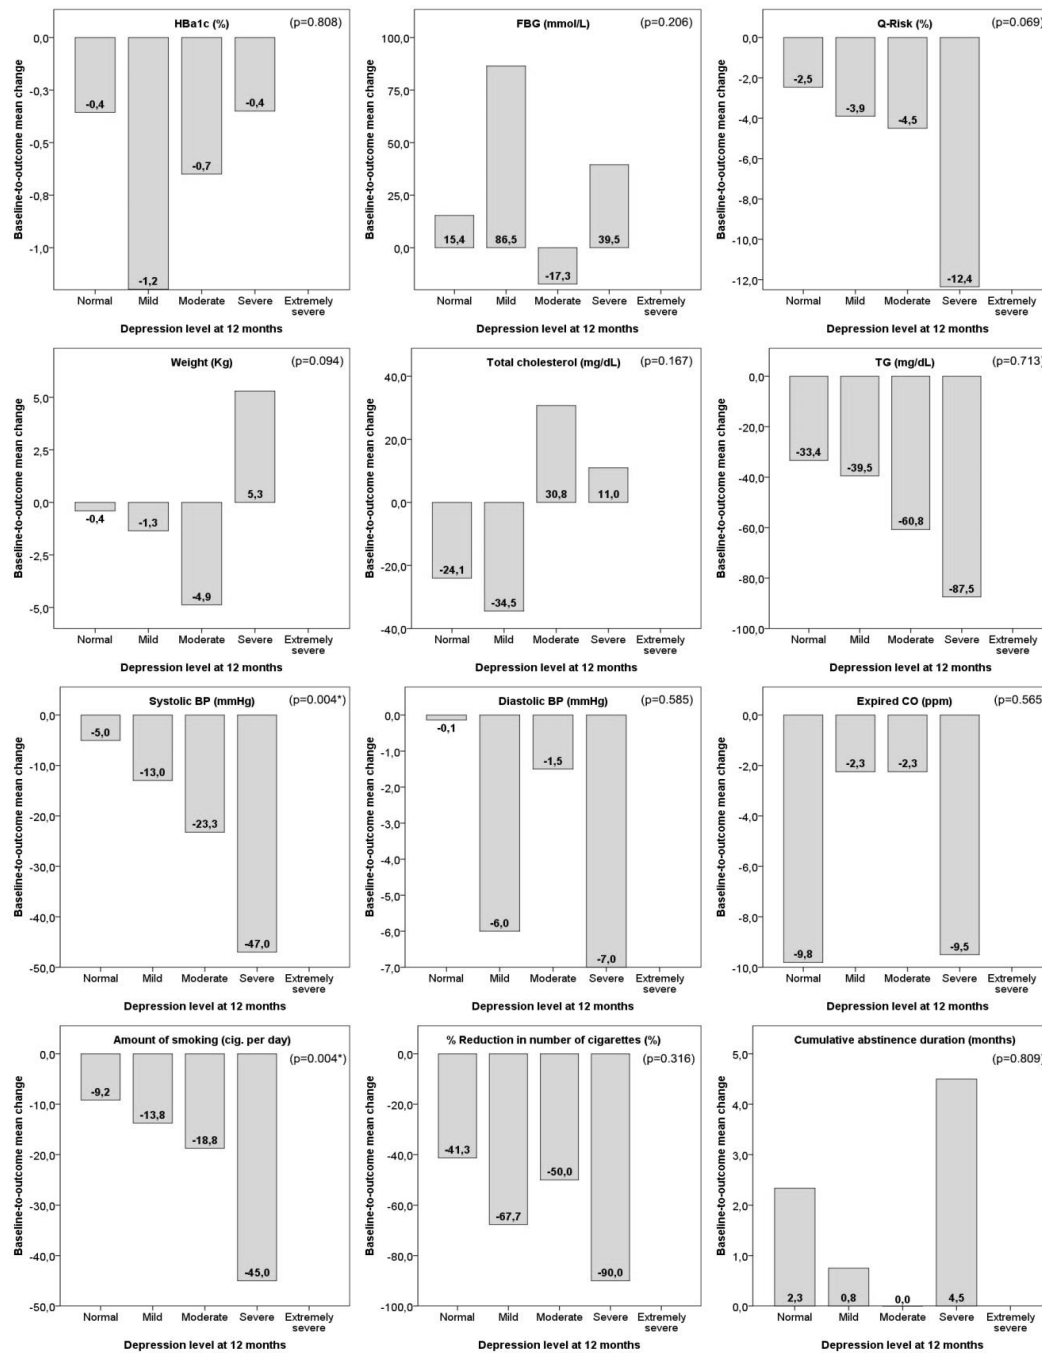 HBa1c (%)
(p=0.808)
Baseline-to-outcome mean change
0,0
-0,3
-0,5
-0,8
-1,0
-0,4
-1,2
-0,7
-0,4
Normal Mild Moderate Severe Extremely
severe
Depression level at 12 months
FBG (mmol/L)
(p=0.206)
Baseline-to-outcome mean change
100,0
75,0
50,0
25,0
0,0
15,4
86,5
-17,3
39,5
Normal Mild Moderate Severe Extremely
severe
Depression level at 12 months
Q-Risk (%)
(p=0.069)
Baseline-to-outcome mean change
0,0
-2,0
-4,0
-6,0
-8,0
-10,0
-12,0
-2,5
-3,9
-4,5
-12,4
Normal Mild Moderate Severe Extremely
severe
Depression level at 12 months
Weight (Kg)
(p=0.094)
Baseline-to-outcome mean change
5,0
2,5
0,0
-2,5
-5,0
-0,4
-1,3
-4,9
5,3
Normal Mild Moderate Severe Extremely
severe
Depression level at 12 months
Total cholesterol (mg/dL)
(p=0.167)
Baseline-to-outcome mean change
40,0
20,0
0,0
-20,0
-40,0
-24,1
-34,5
30,8
11,0
Normal Mild Moderate Severe Extremely
severe
Depression level at 12 months
TG (mg/dL)
(p=0.713)
Baseline-to-outcome mean change
0,0
-20,0
-40,0
-60,0
-80,0
-100,0
-33,4
-39,5
-60,8
-87,5
Normal Mild Moderate Severe Extremely
severe
Depression level at 12 months
Systolic BP (mmHg)
(p=0.004*)
Baseline-to-outcome mean change
0,0
-10,0
-20,0
-30,0
-40,0
-50,0
-5,0
-13,0
-23,3
-47,0
Normal Mild Moderate Severe Extremely
severe
Depression level at 12 months
Diastolic BP (mmHg)
(p=0.585)
Baseline-to-outcome mean change
0,0
-1,0
-2,0
-3,0
-4,0
-5,0
-6,0
-7,0
-0,1
-6,0
-1,5
-7,0
Normal Mild Moderate Severe Extremely
severe
Depression level at 12 months
Expired CO (ppm)
(p=0.565)
Baseline-to-outcome mean change
0,0
-2,0
-4,0
-6,0
-8,0
-10,0
-9,8
-2,3
-2,3
-9,5
Normal Mild Moderate Severe Extremely
severe
Depression level at 12 months
Amount of smoking (cig. per day)
(p=0.004*)
Baseline-to-outcome mean change
0,0
-10,0
-20,0
-30,0
-40,0
-50,0
-9,2
-13,8
-18,8
-45,0
Normal Mild Moderate Severe Extremely
severe
Depression level at 12 months
% Reduction in number of cigarettes (%)
(p=0.316)
Baseline-to-outcome mean change
0,0
-20,0
-40,0
-60,0
-80,0
-100,0
-41,3
-67,7
-50,0
-90,0
Normal Mild Moderate Severe Extremely
severe
Depression level at 12 months
Cumulative abstinence duration (months)
(p=0.809)
Baseline-to-outcome mean change
5,0
4,0
3,0
2,0
1,0
0,0
2,3
0,8
0,0
4,5
Normal Mild Moderate Severe Extremely
severe
Depression level at 12 months